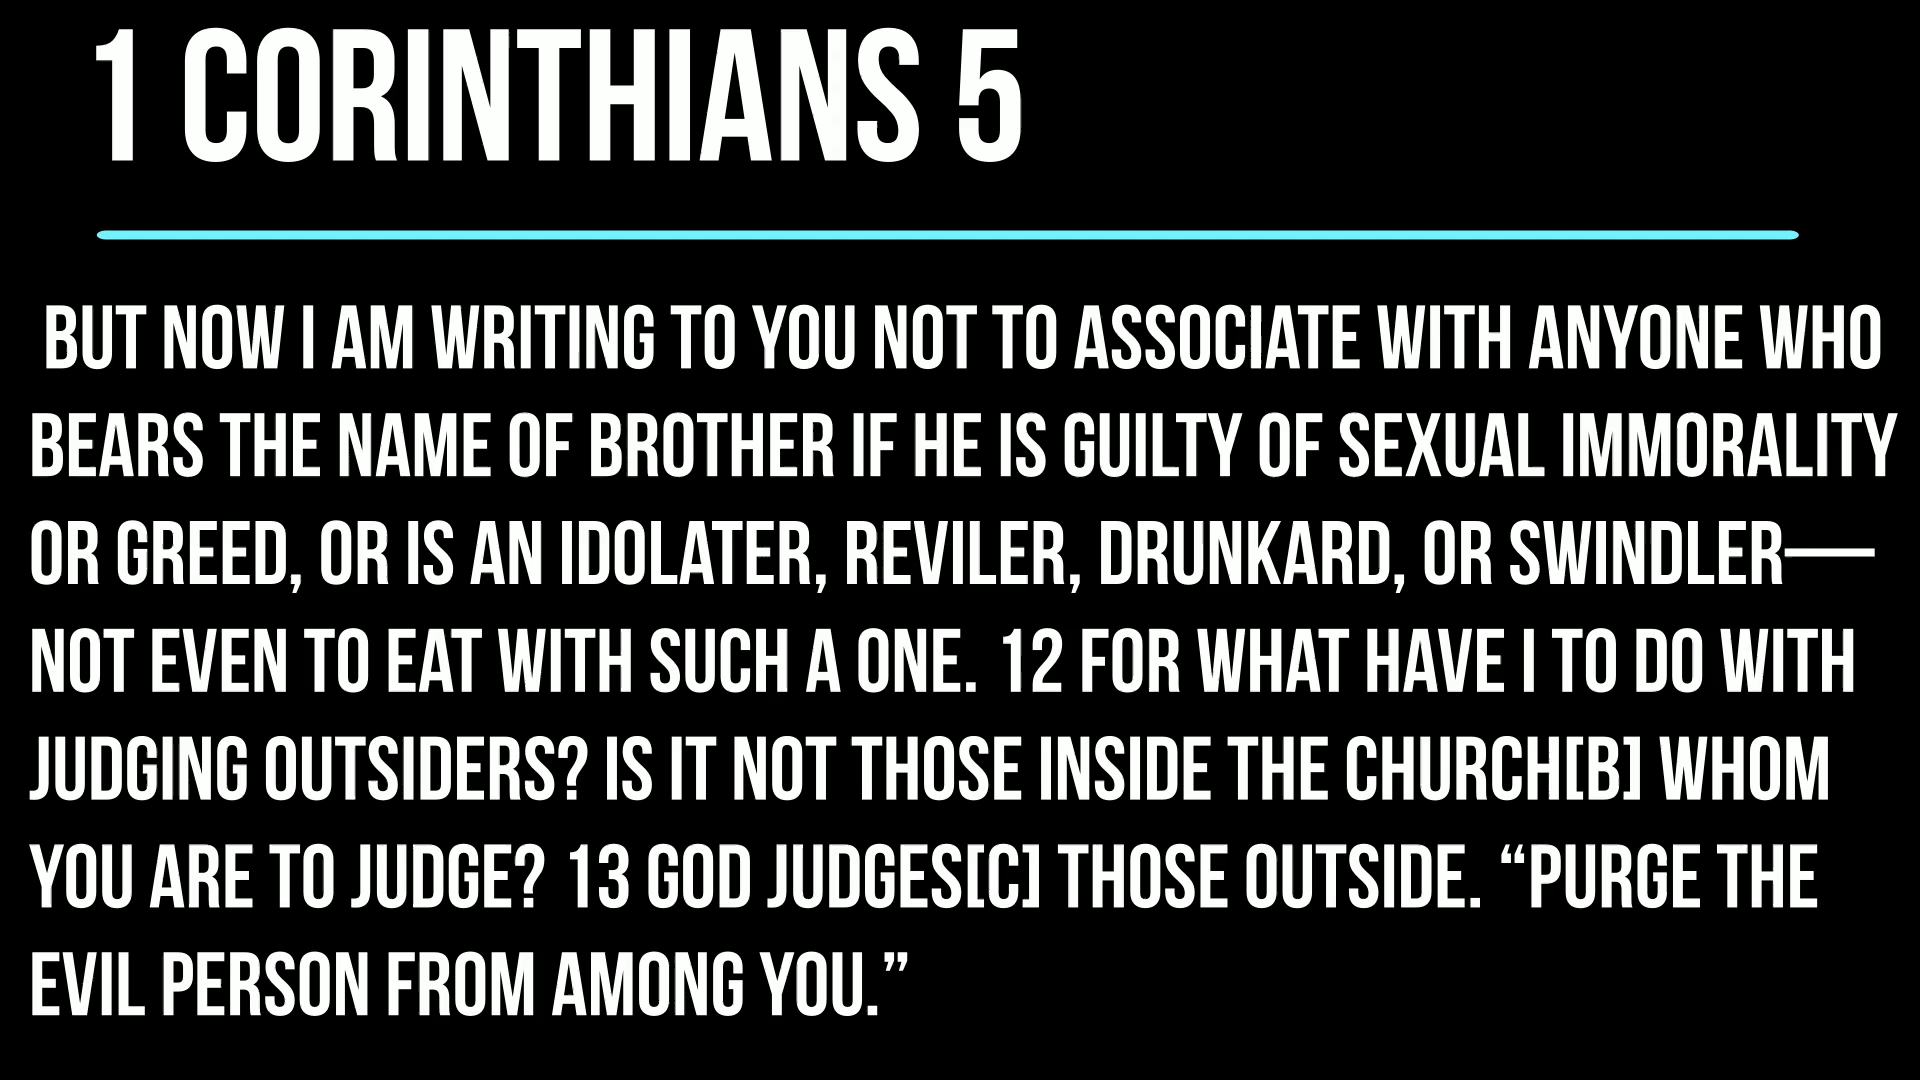 1 CORINTHIANS 5
BUT NOW I AM WRITING TO YOU NOT TO ASSOCIATE WITH ANYONE WHO
BEARS THE NAME OF BROTHER IF HE IS GUILTY OF SEXUAL IMMORALITY
OR GREED, OR IS AN IDOLATER, REVILER, DRUNKARD, OR SWINDLER—
NOT EVEN TO EAT WITH SUCH A ONE. 12 FOR WHAT HAVE I TO DO WITH
JUDGING OUTSIDERS? IS IT NOT THOSE INSIDE THE CHURCH[B] WHOM
YOU ARE TO JUDGE? 13 GOD JUDGES[C] THOSE OUTSIDE. “PURGE THE
EVIL PERSON FROM AMONG YOU.”